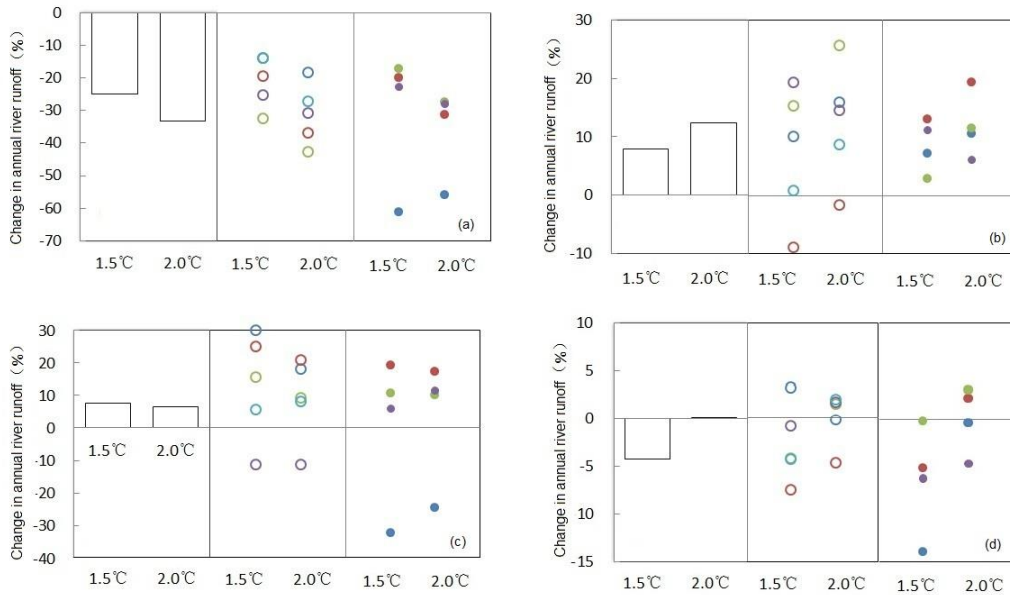 Change in annual river runoff（%）
0
-10
-20
-30
-40
-50
-60
-70
(a)
1.5℃ 2.0℃ 1.5℃ 2.0℃ 1.5℃ 2.0℃
Change in annual river runoff（%）
30
20
10
0
-10
(b)
1.5℃ 2.0℃ 1.5℃ 2.0℃ 1.5℃ 2.0℃
Change in annual river runoff（%）
30
20
10
0
-10
-20
-30
-40
1.5℃ 2.0℃
(c)
1.5℃ 2.0℃ 1.5℃ 2.0℃
Change in annual river runoff（%）
10
5
0
-5
-10
-15
(d)
1.5℃ 2.0℃ 1.5℃ 2.0℃ 1.5℃ 2.0℃